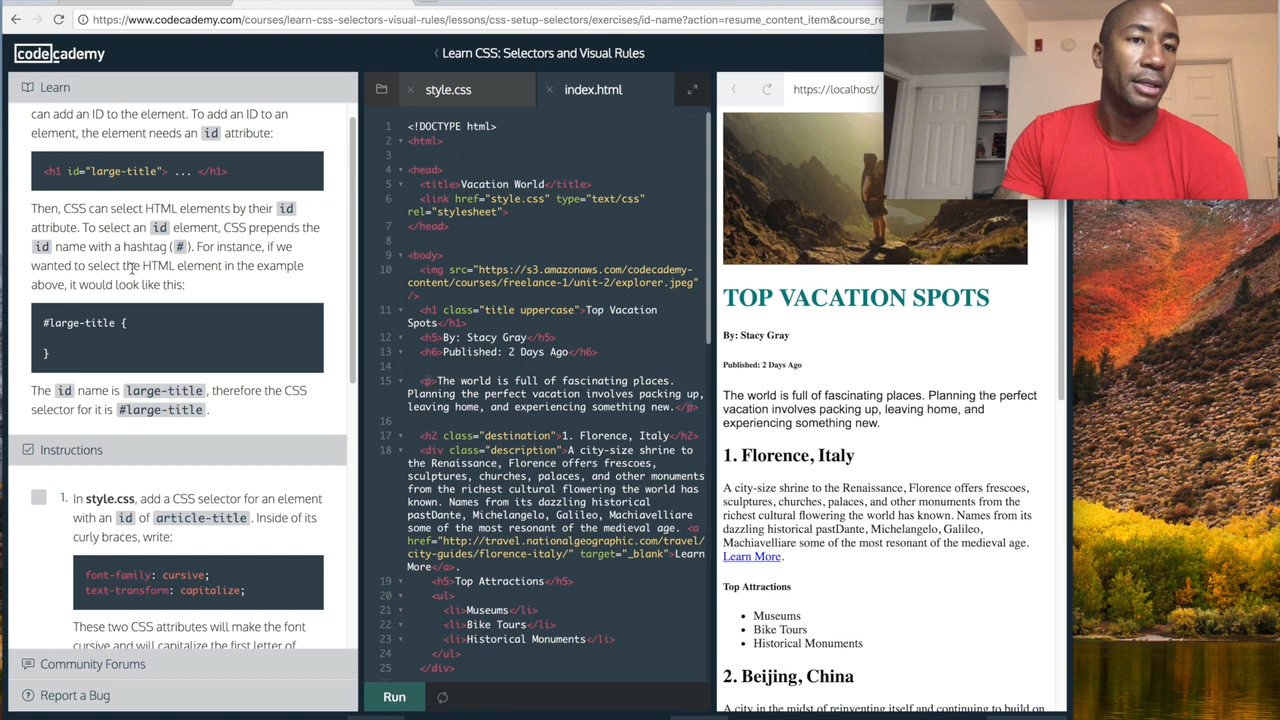 https://www.codecademy.com/courses/learn-css-selectors-visual-rules/lessons/css-setup-selectors/exercises/id-name?action=resume_content_item&course_re
codecademy
Learn CSS: Selectors and Visual Rules
Learn
can add an ID to the element. To add an ID to an
element, the element needs an id attribute:
<h1 id="large-title"> ... </h1>
Then, CSS can select HTML elements by their id
attribute. To select an id element, CSS prepends the
id name with a hashtag (#). For instance, if we
wanted to select the HTML element in the example
above, it would look like this:
#large-title {
}
The id name is large-title, therefore the CSS
selector for it is #large-title.
Instructions
1. In style.css, add a CSS selector for an element
with an id of article-title. Inside of its
curly braces, write:
font-family: cursive;
text-transform: capitalize;
These two CSS attributes will make the font
cursive and will capitalize the first letter of
Community Forums
Report a Bug
style.css
index.html
1 <!DOCTYPE html>
2 <html>
3
4 <head>
5 <title>Vacation World</title>
6 <link href="style.css" type="text/css"
rel="stylesheet">
7 </head>
8
9 <body>
10 <img src="https://s3.amazonaws.com/codecademy-
content/courses/freelance-1/unit-2/explorer.jpeg"
/>
11 <h1 class="title uppercase">Top Vacation
Spots</h1>
12 <h5>By: Stacy Gray</h5>
13 <h6>Published: 2 Days Ago</h6>
14
15 <p>The world is full of fascinating places.
Planning the perfect vacation involves packing up,
leaving home, and experiencing something new.</p>
16
17 <h2 class="destination">1. Florence, Italy</h2>
18 <div class="description">A city-size shrine to
the Renaissance, Florence offers frescoes,
sculptures, churches, palaces, and other monuments
from the richest cultural flowering the world has
known. Names from its dazzling historical
pastDante, Michelangelo, Galileo, Machiavelliare
some of the most resonant of the medieval age. <a
href="http://travel.nationalgeographic.com/travel/
city-guides/florence-italy/" target="_blank">Learn
More</a>.
19 <h5>Top Attractions</h5>
20 <ul>
21 <li>Museums</li>
22 <li>Bike Tours</li>
23 <li>Historical Monuments</li>
24 </ul>
25 </div>
Run
https://localhost/
TOP VACATION SPOTS
By: Stacy Gray
Published: 2 Days Ago
The world is full of fascinating places. Planning the perfect
vacation involves packing up, leaving home, and
experiencing something new.
1. Florence, Italy
A city-size shrine to the Renaissance, Florence offers frescoes,
sculptures, churches, palaces, and other monuments from the
richest cultural flowering the world has known. Names from its
dazzling historical pastDante, Michelangelo, Galileo,
Machiavelliare some of the most resonant of the medieval age.
Learn More.
Top Attractions
• Museums
• Bike Tours
• Historical Monuments
2. Beijing, China
A city in the midst of reinventing itself and continuing to build on